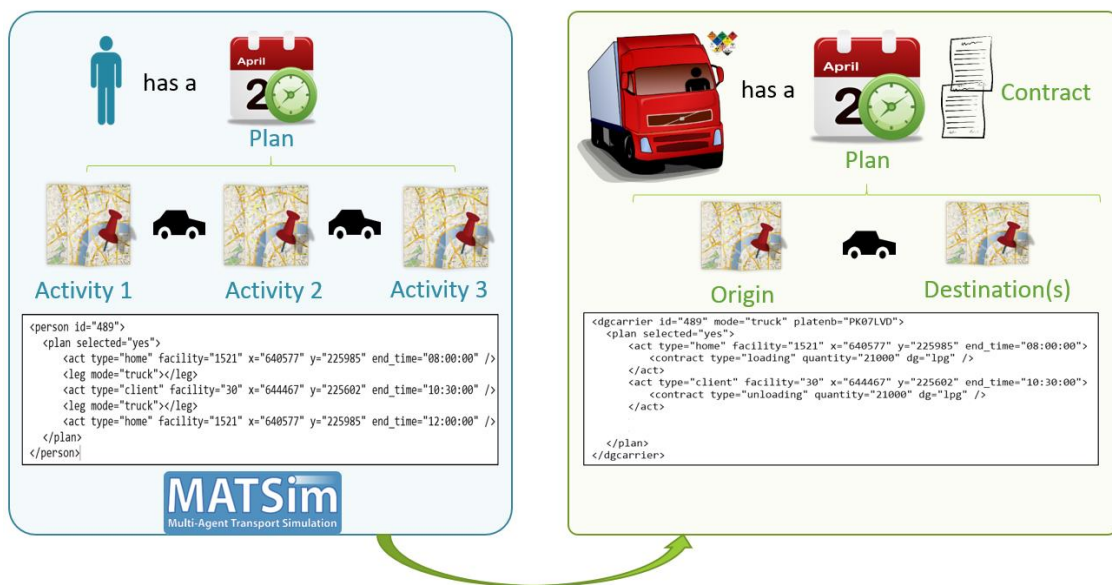 has a
April
2
Plan
Activity 1
Activity 2
Activity 3
<person id="489">
<plan selected="yes">
<act type="home" facility="1521" x="640577" y="225985" end_time="08:00:00" />
<leg mode="truck"></leg>
<act type="client" facility="30" x="644467" y="225602" end_time="10:30:00" />
<leg mode="truck"></leg>
<act type="home" facility="1521" x="640577" y="225985" end_time="12:00:00" />
</plan>
</person>
MATSim
Multi-Agent Transport Simulation
has a
April
2
Contract
Plan
Origin
Destination(s)
<dgcarrier id="489" mode="truck" platenb="PK07LVD">
<plan selected="yes">
<act type="home" facility="1521" x="640577" y="225985" end_time="08:00:00">
<contract type="loading" quantity="21000" dg="lpg" />
</act>
<act type="client" facility="30" x="644467" y="225602" end_time="10:30:00">
<contract type="unloading" quantity="21000" dg="lpg" />
</act>
</plan>
</dgcarrier>